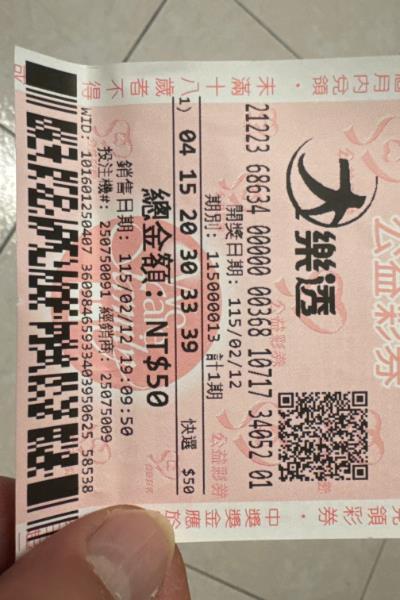 大樂透
公益彩券
21223 68634 00000 00368 10717 34052 01
開獎日期: 115/02/12
期別: 115000013 計1期
1) 04 15 20 30 33 39 快選 $50
總金額: NT$50
銷售日期: 115/02/12 19:09:50
投注機#: 250750091 經銷商: 25075009
未滿十八歲者不得